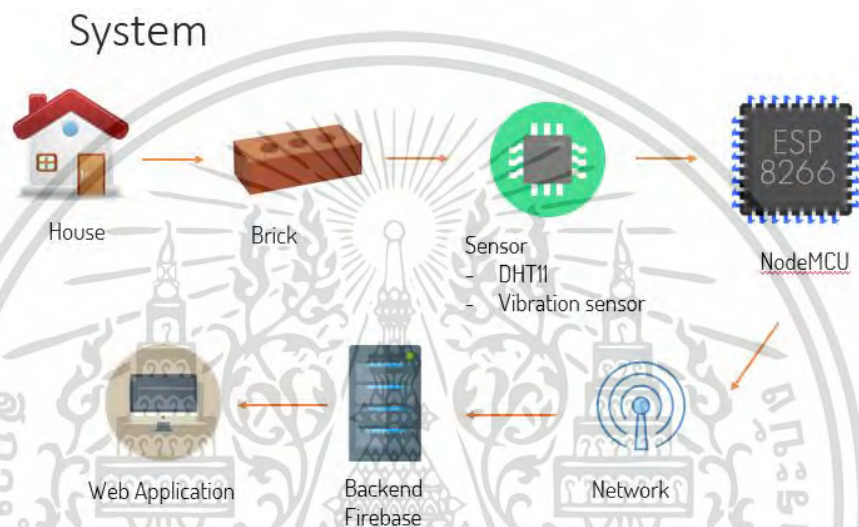 System
ESP
8266
House
Brick
Sensor
- DHT11
- Vibration sensor
NodeMCU
Web Application
Backend
Firebase
Network